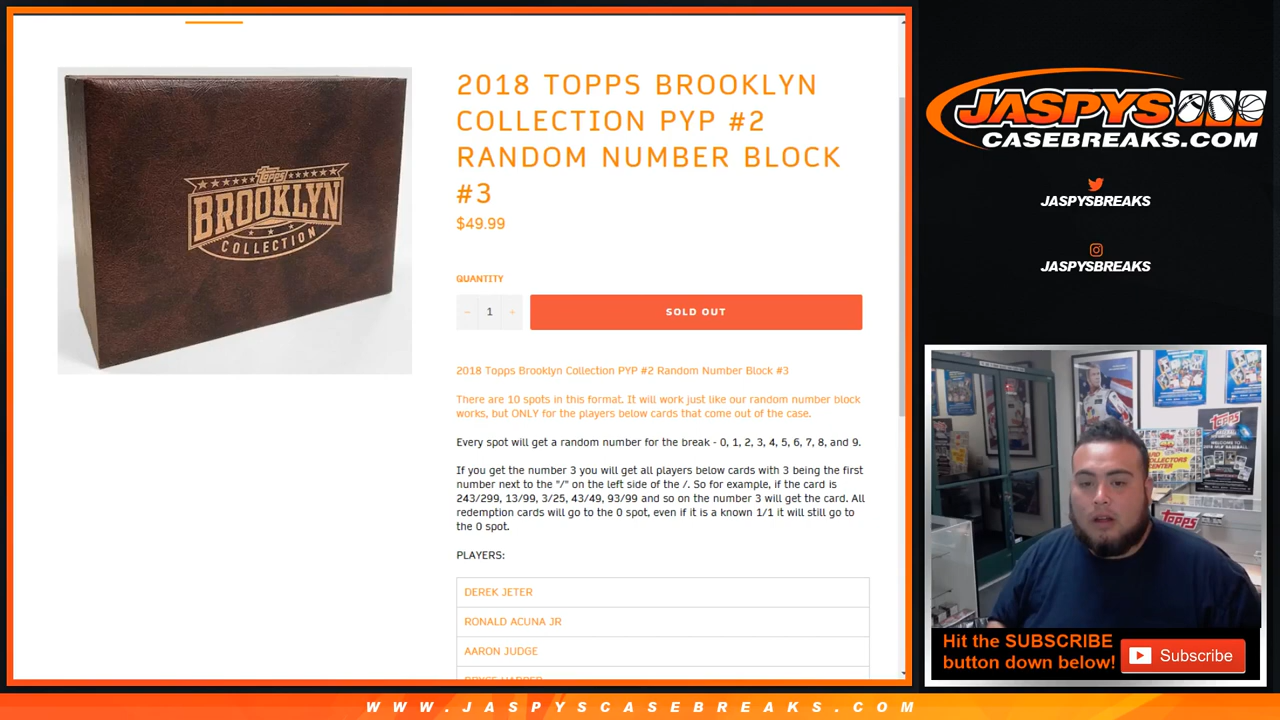 2018 TOPPS BROOKLYN
COLLECTION PYP #2
RANDOM NUMBER BLOCK
#3
$49.99
QUANTITY
− 1 +
SOLD OUT
2018 Topps Brooklyn Collection PYP #2 Random Number Block #3
There are 10 spots in this format. It will work just like our random number block
works, but ONLY for the players below cards that come out of the case.
Every spot will get a random number for the break - 0, 1, 2, 3, 4, 5, 6, 7, 8, and 9.
If you get the number 3 you will get all players below cards with 3 being the first
number next to the "/" on the left side of the /. So for example, if the card is
243/299, 13/99, 3/25, 43/49, 93/99 and so on the number 3 will get the card. All
redemption cards will go to the 0 spot, even if it is a known 1/1 it will still go to
the 0 spot.
PLAYERS:
DEREK JETER
RONALD ACUNA JR
AARON JUDGE
BRYCE HARPER
Topps
BROOKLYN
COLLECTION
JASPYS
CASEBREAKS.COM
JASPYSBREAKS
JASPYSBREAKS
Topps
WELCOME TO
CARD
COLLECTORS
CENTER
Topps
Hit the SUBSCRIBE
button down below!
Subscribe
WWW.JASPYSCASEBREAKS.COM